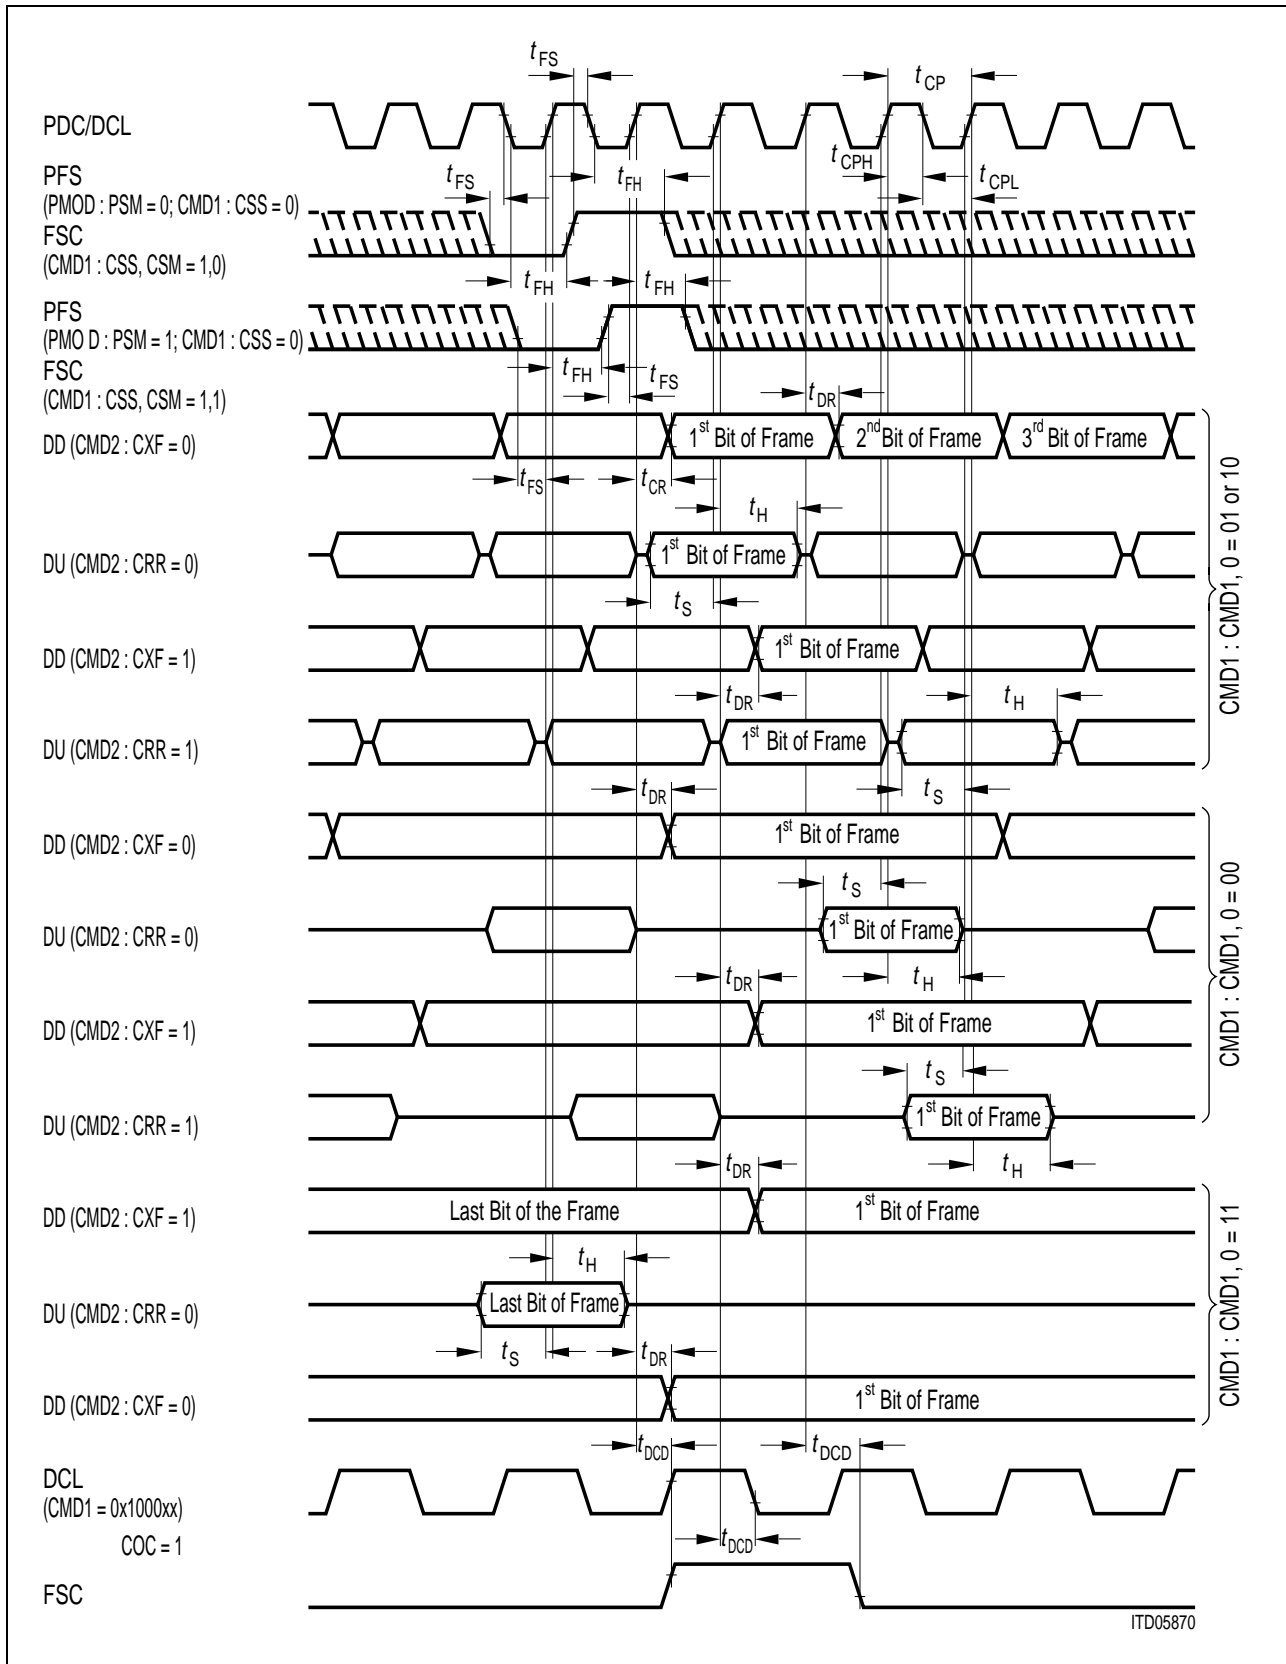 tFS
tCP
PDC/DCL
tCPH
PFS
tFS
tFH
tCPL
(PMOD : PSM = 0; CMD1 : CSS = 0)
FSC
(CMD1 : CSS, CSM = 1,0)
tFH
tFH
PFS
(PMO D : PSM = 1; CMD1 : CSS = 0)
FSC
tFH
tFS
(CMD1 : CSS, CSM = 1,1)
tDR
DD (CMD2 : CXF = 0)
1st Bit of Frame
2nd Bit of Frame
3rd Bit of Frame
tFS
tCR
tH
DU (CMD2 : CRR = 0)
1st Bit of Frame
tS
DD (CMD2 : CXF = 1)
1st Bit of Frame
tDR
tH
DU (CMD2 : CRR = 1)
1st Bit of Frame
CMD1 : CMD1, 0 = 01 or 10
tDR
tS
DD (CMD2 : CXF = 0)
1st Bit of Frame
tS
DU (CMD2 : CRR = 0)
1st Bit of Frame
tDR
tH
DD (CMD2 : CXF = 1)
1st Bit of Frame
CMD1 : CMD1, 0 = 00
tS
DU (CMD2 : CRR = 1)
1st Bit of Frame
tDR
tH
DD (CMD2 : CXF = 1)
Last Bit of the Frame
1st Bit of Frame
tH
DU (CMD2 : CRR = 0)
Last Bit of Frame
tS
tDR
DD (CMD2 : CXF = 0)
1st Bit of Frame
CMD1 : CMD1, 0 = 11
tDCD
tDCD
DCL
(CMD1 = 0x1000xx)
COC = 1
tDCD
FSC
ITD05870